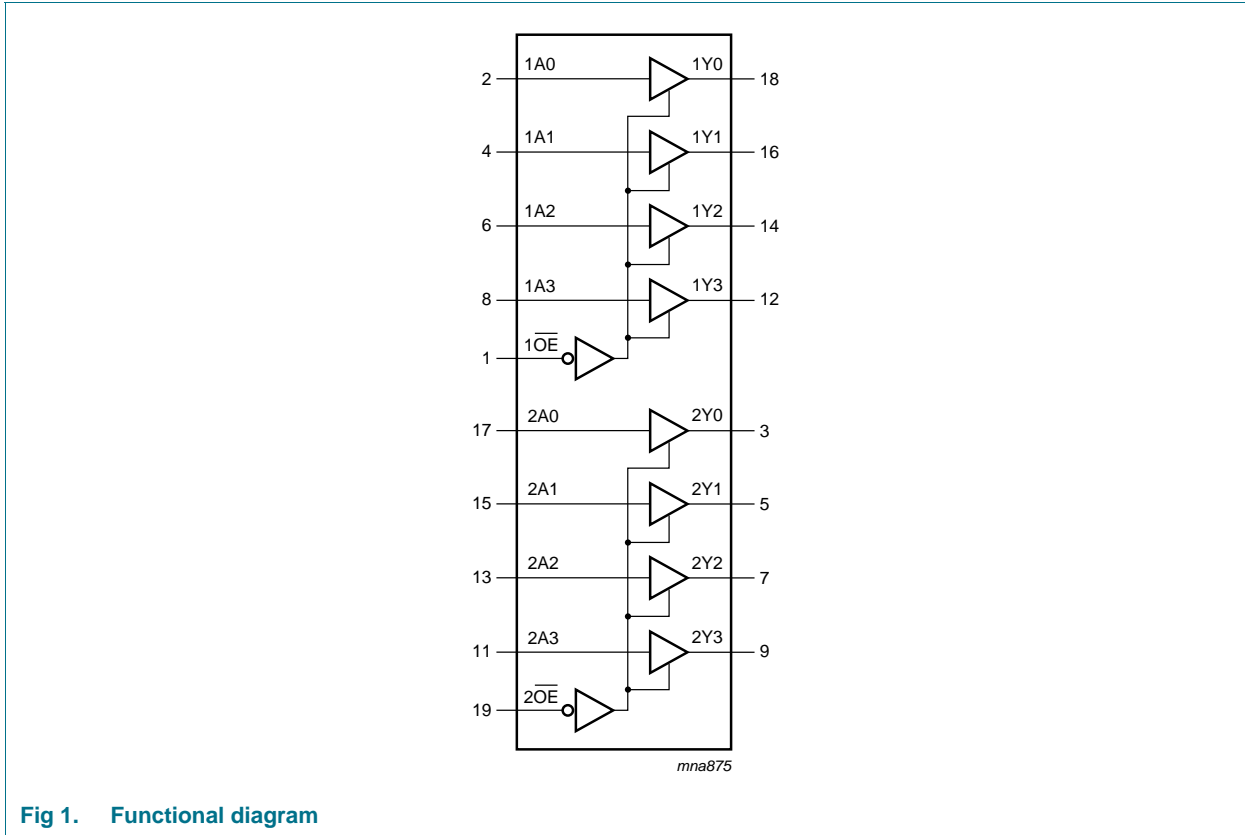 1A0 1Y0
2 18
1A1 1Y1
4 16
1A2 1Y2
6 14
1A3 1Y3
8 12
1O̅E̅
1
2A0 2Y0
17 3
2A1 2Y1
15 5
2A2 2Y2
13 7
2A3 2Y3
11 9
2O̅E̅
19
mna875
Fig 1. Functional diagram